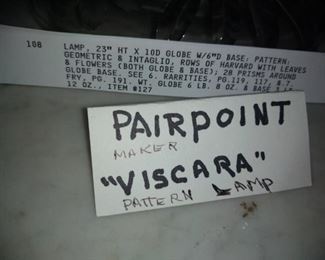 108 LAMP, 23" HT X 10D GLOBE W/6"D BASE: PATTERN:
GEOMETRIC & INTAGLIO, ROWS OF HARVARD WITH LEAVES
& FLOWERS (BOTH GLOBE & BASE); 28 PRISMS AROUND
GLOBE BASE. SEE 6. RARRITIES, PG.119, 117, &.7.
FRY, PG. 191. WT. GLOBE 6 LB. 8 OZ. & BASE
12 OZ., ITEM #127
PAIRPOINT
MAKER
"VISCARA"
PATTERN LAMP